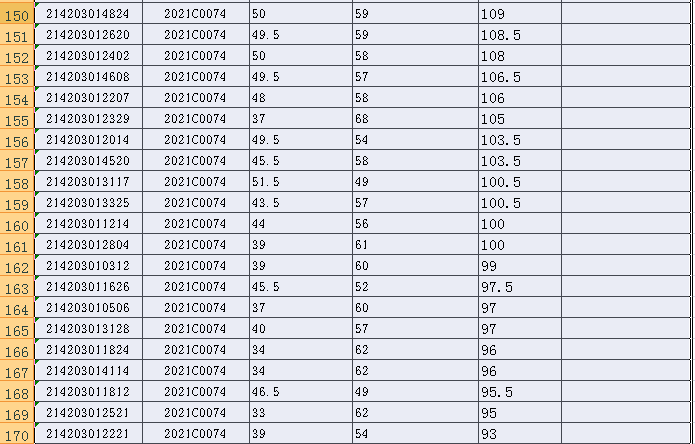 150 214203014824 2021C0074 50 59 109
151 214203012620 2021C0074 49.5 59 108.5
152 214203012402 2021C0074 50 58 108
153 214203014608 2021C0074 49.5 57 106.5
154 214203012207 2021C0074 48 58 106
155 214203012329 2021C0074 37 68 105
156 214203012014 2021C0074 49.5 54 103.5
157 214203014520 2021C0074 45.5 58 103.5
158 214203013117 2021C0074 51.5 49 100.5
159 214203013325 2021C0074 43.5 57 100.5
160 214203011214 2021C0074 44 56 100
161 214203012804 2021C0074 39 61 100
162 214203010312 2021C0074 39 60 99
163 214203011626 2021C0074 45.5 52 97.5
164 214203010506 2021C0074 37 60 97
165 214203013128 2021C0074 40 57 97
166 214203011824 2021C0074 34 62 96
167 214203014114 2021C0074 34 62 96
168 214203011812 2021C0074 46.5 49 95.5
169 214203012521 2021C0074 33 62 95
170 214203012221 2021C0074 39 54 93